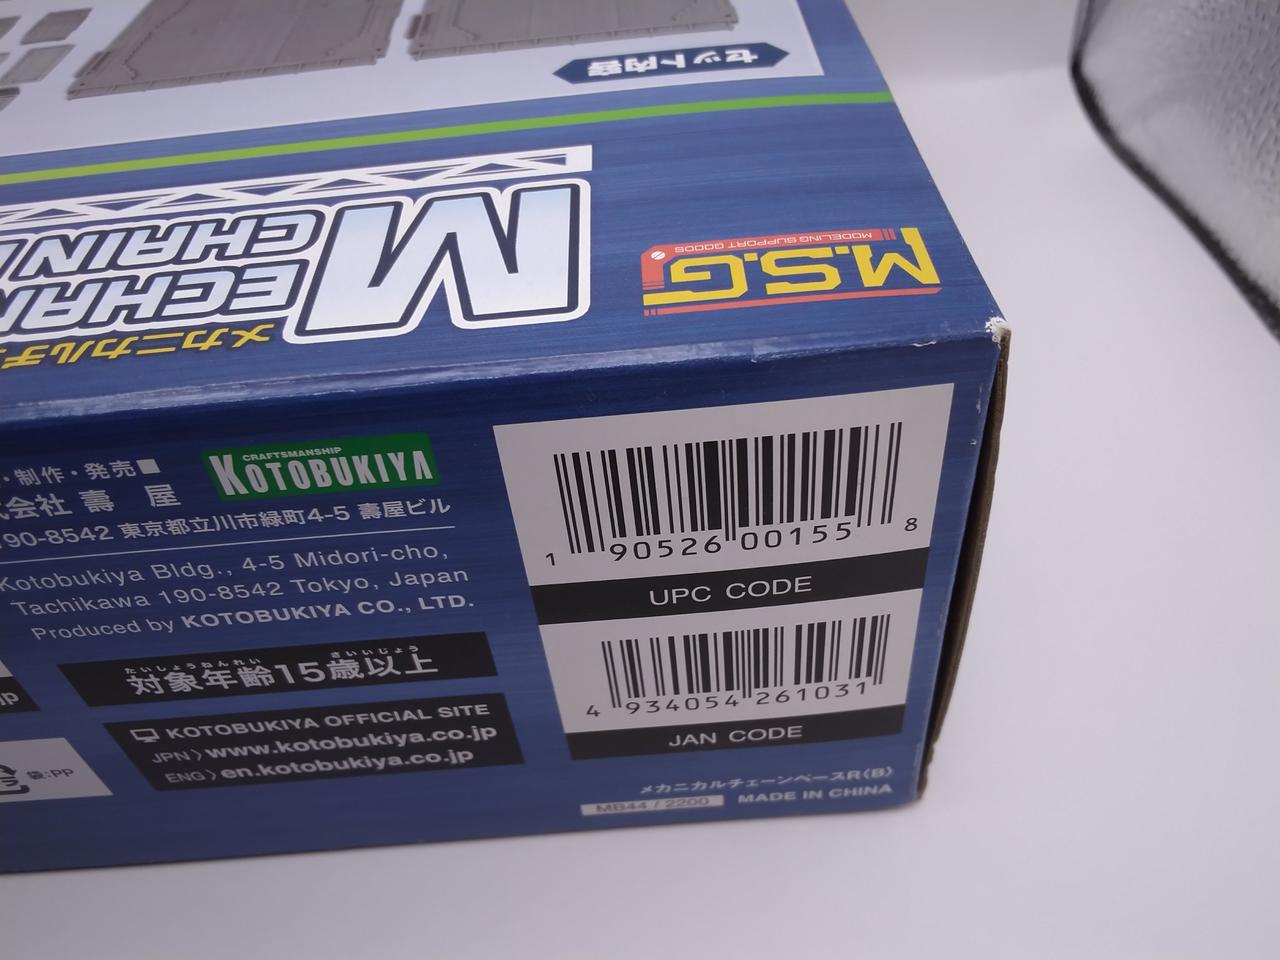 セット内容
M.S.G
MODELING SUPPORT GOODS
MECHAN
CHAIN
メカニカルチ
・制作・発売■
会社 壽 屋
CRAFTSMANSHIP
KOTOBUKIYA
190-8542 東京都立川市緑町4-5 壽屋ビル
Kotobukiya Bldg., 4-5 Midori-cho,
Tachikawa 190-8542 Tokyo, Japan
Produced by KOTOBUKIYA CO., LTD.
たいしょうねんれい さいいじょう
対象年齢15歳以上
KOTOBUKIYA OFFICIAL SITE
JPN〉www.kotobukiya.co.jp
ENG〉en.kotobukiya.co.jp
jp
袋:PP
1 90526 00155 8
UPC CODE
4 934054 261031
JAN CODE
メカニカルチェーンベースR〈B〉
MB44 / 2200 MADE IN CHINA